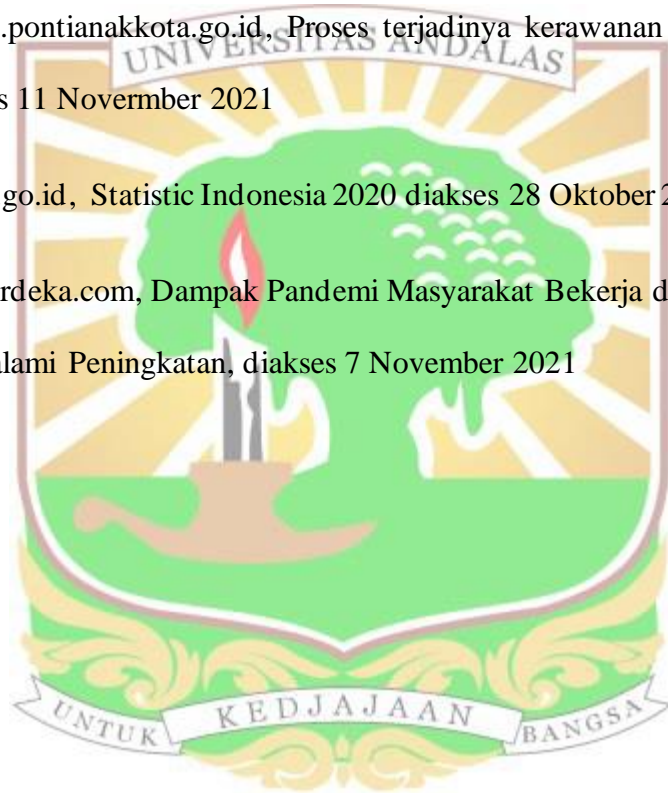 .pontianakkota.go.id, Proses terjadinya kerawanan
UNIVERSITAS ANDALAS
s 11 Novermber 2021
go.id, Statistic Indonesia 2020 diakses 28 Oktober 2
rdeka.com, Dampak Pandemi Masyarakat Bekerja d
alami Peningkatan, diakses 7 November 2021
UNTUK KEDJAJAAN BANGSA